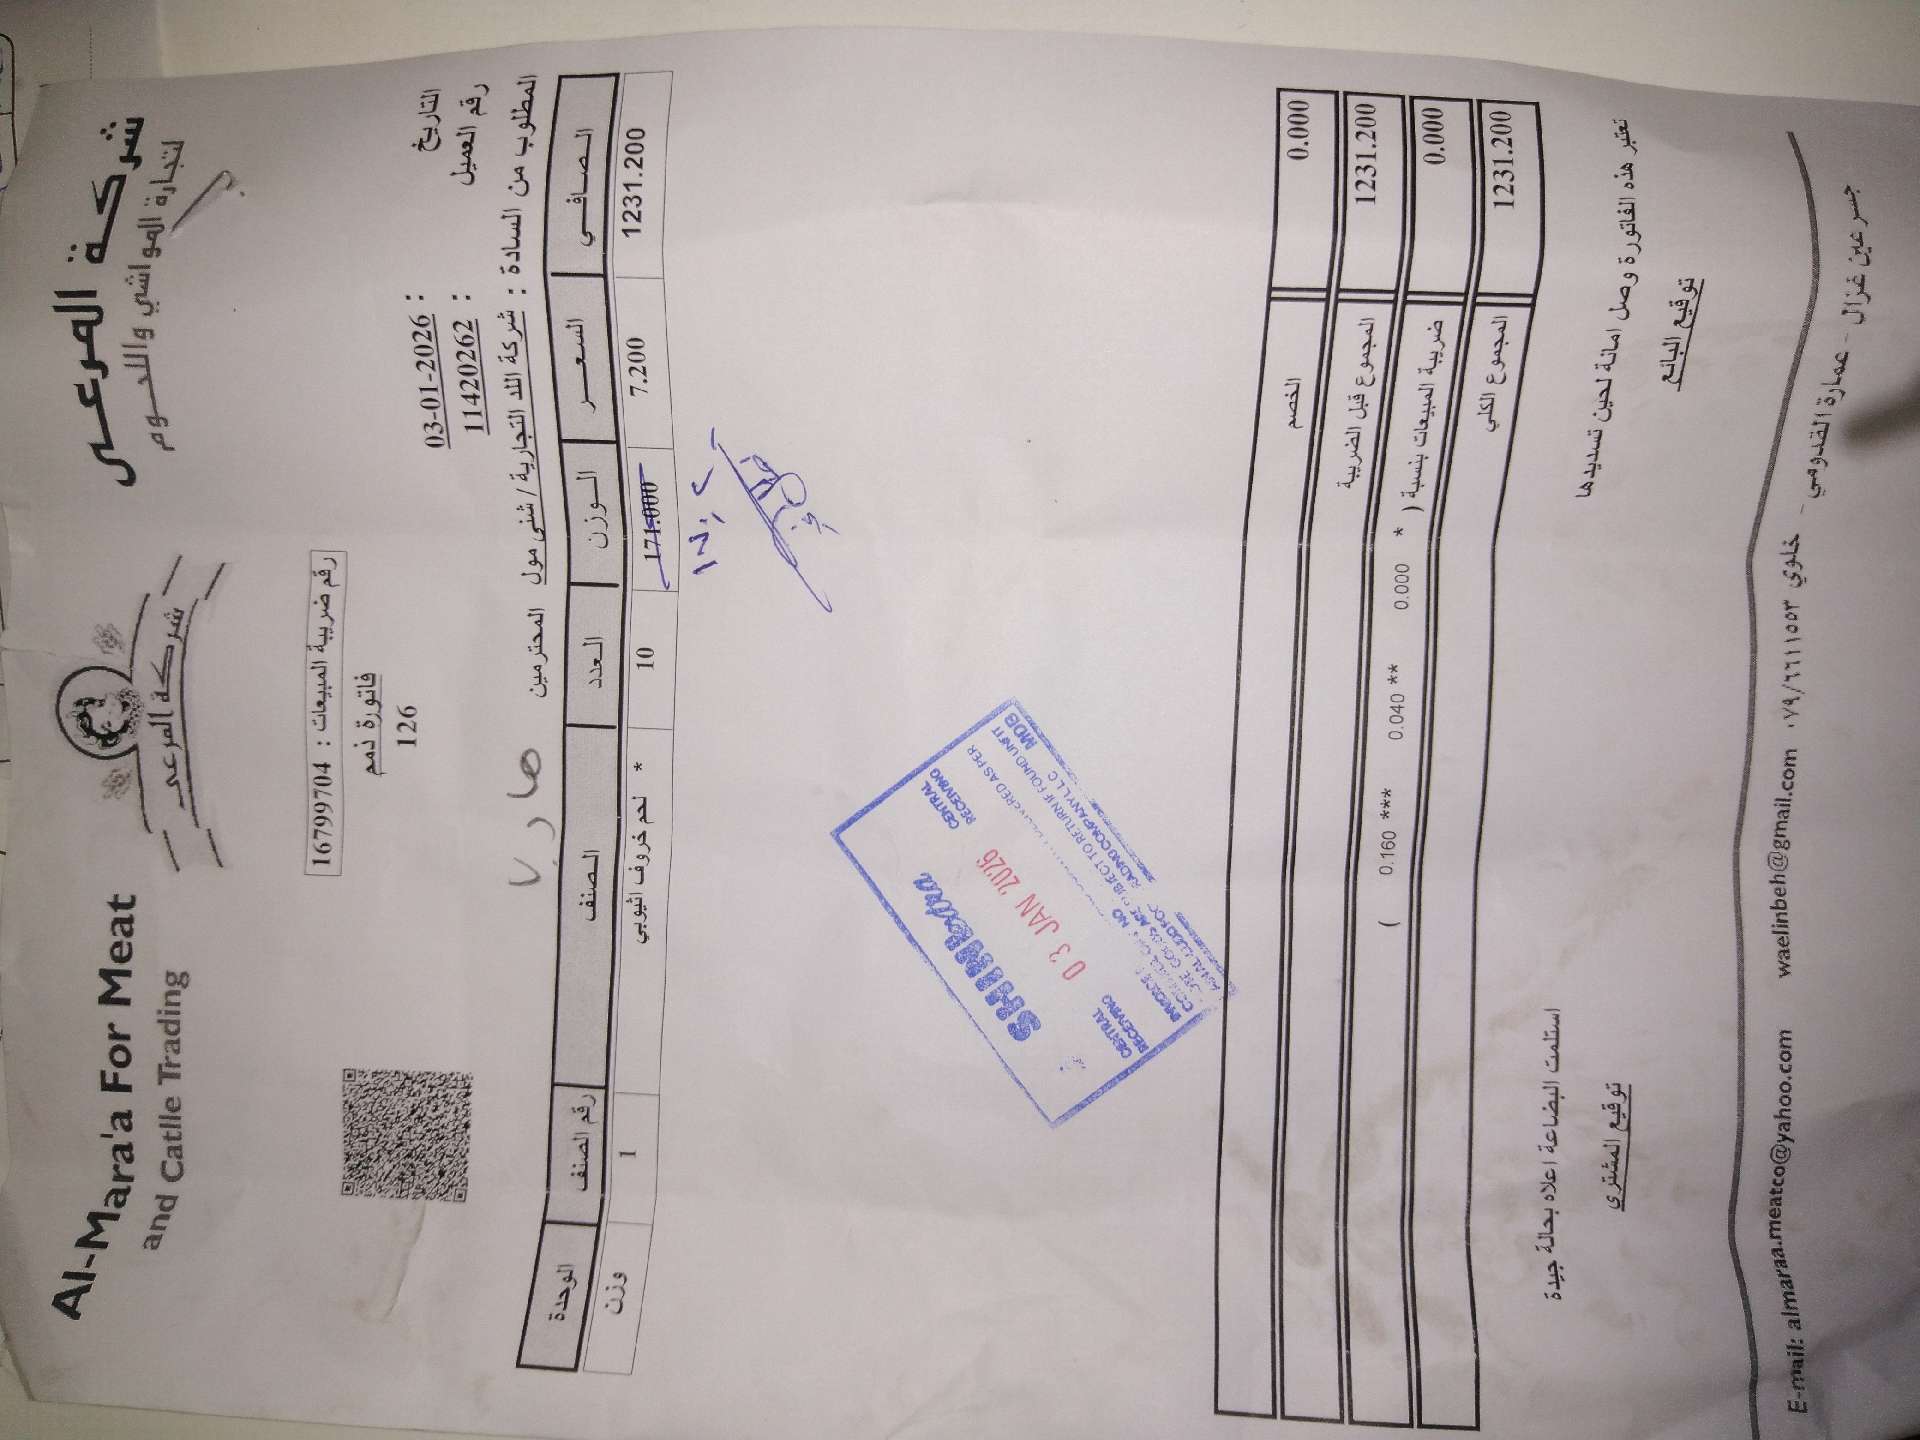 Al-Mara'a For Meat
and Catlle Trading
شركة المرعى
شركة المرعى
لتجارة المواشي واللحوم
رقم ضريبة المبيعات : 16799704
فاتورة ذمم
126
التاريخ : 03-01-2026
رقم العميل : 11420262
المطلوب من السادة : شركة اللد التجارية / شني مول المحترمين
الوحدة رقم الصنف الصنف العدد الوزن السعر الصافي
وزن 1 لحم خروف اثيوبي * 10 171.000 7.200 1231.200
SHINI extra
CENTRAL RECEIVING
03 JAN 2026
CENTRAL RECEIVING
الخصم 0.000
المجموع قبل الضريبة 1231.200
ضريبة المبيعات بنسبة ( * 0.000 ** 0.040 *** 0.160 ) 0.000
المجموع الكلي 1231.200
تعتبر هذه الفاتورة وصل امانة لحين تسديدها
استلمت البضاعة اعلاه بحالة جيدة
توقيع البائع
توقيع المشتري
جسر عين غزال - عمارة القدومي - خلوي ٠٧٩/٦٦١١٥٥٣
waelinbeh@gmail.com
E-mail: almaraa.meatco@yahoo.com